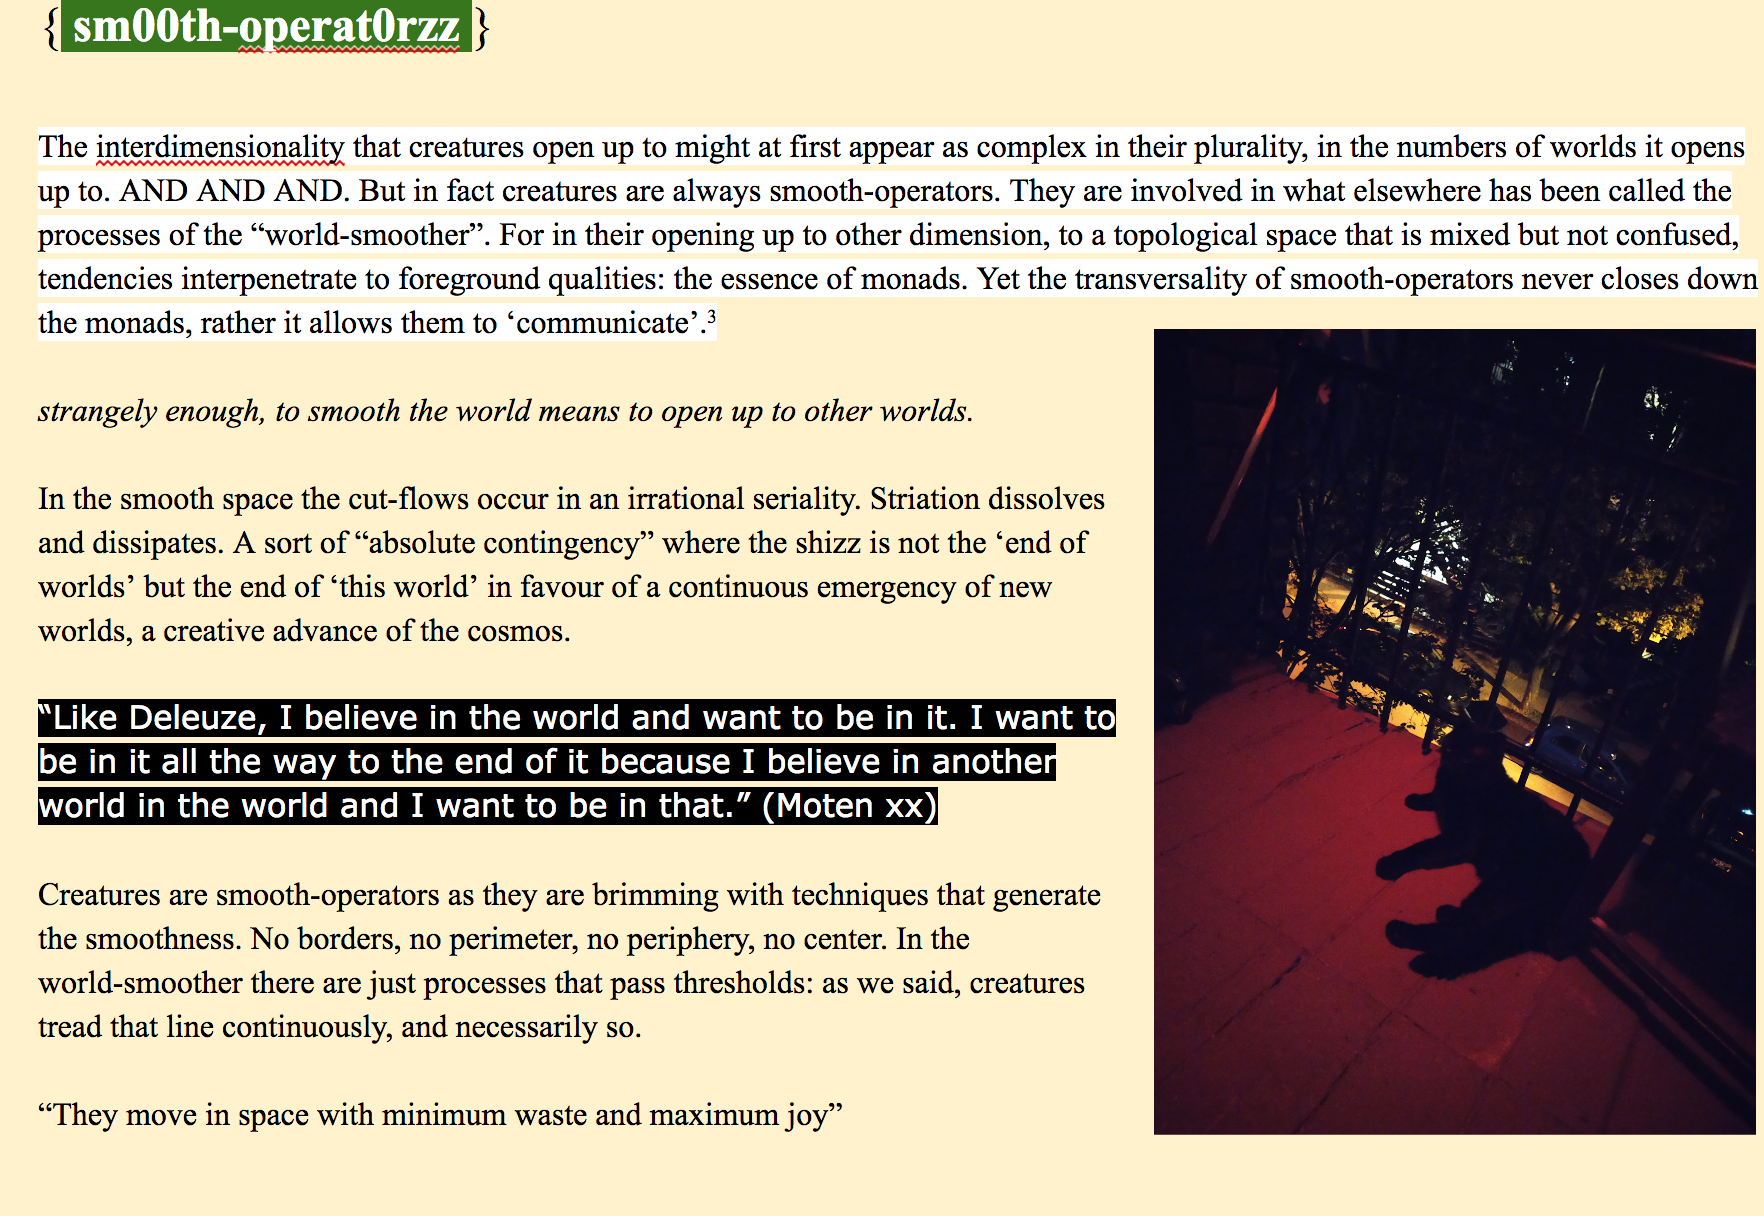 { sm00th-operat0rzz }
The interdimensionality that creatures open up to might at first appear as complex in their plurality, in the numbers of worlds it opens
up to. AND AND AND. But in fact creatures are always smooth-operators. They are involved in what elsewhere has been called the
processes of the “world-smoother”. For in their opening up to other dimension, to a topological space that is mixed but not confused,
tendencies interpenetrate to foreground qualities: the essence of monads. Yet the transversality of smooth-operators never closes down
the monads, rather it allows them to ‘communicate’.³
strangely enough, to smooth the world means to open up to other worlds.
In the smooth space the cut-flows occur in an irrational seriality. Striation dissolves
and dissipates. A sort of “absolute contingency” where the shizz is not the ‘end of
worlds’ but the end of ‘this world’ in favour of a continuous emergency of new
worlds, a creative advance of the cosmos.
“Like Deleuze, I believe in the world and want to be in it. I want to
be in it all the way to the end of it because I believe in another
world in the world and I want to be in that.” (Moten xx)
Creatures are smooth-operators as they are brimming with techniques that generate
the smoothness. No borders, no perimeter, no periphery, no center. In the
world-smoother there are just processes that pass thresholds: as we said, creatures
tread that line continuously, and necessarily so.
“They move in space with minimum waste and maximum joy”